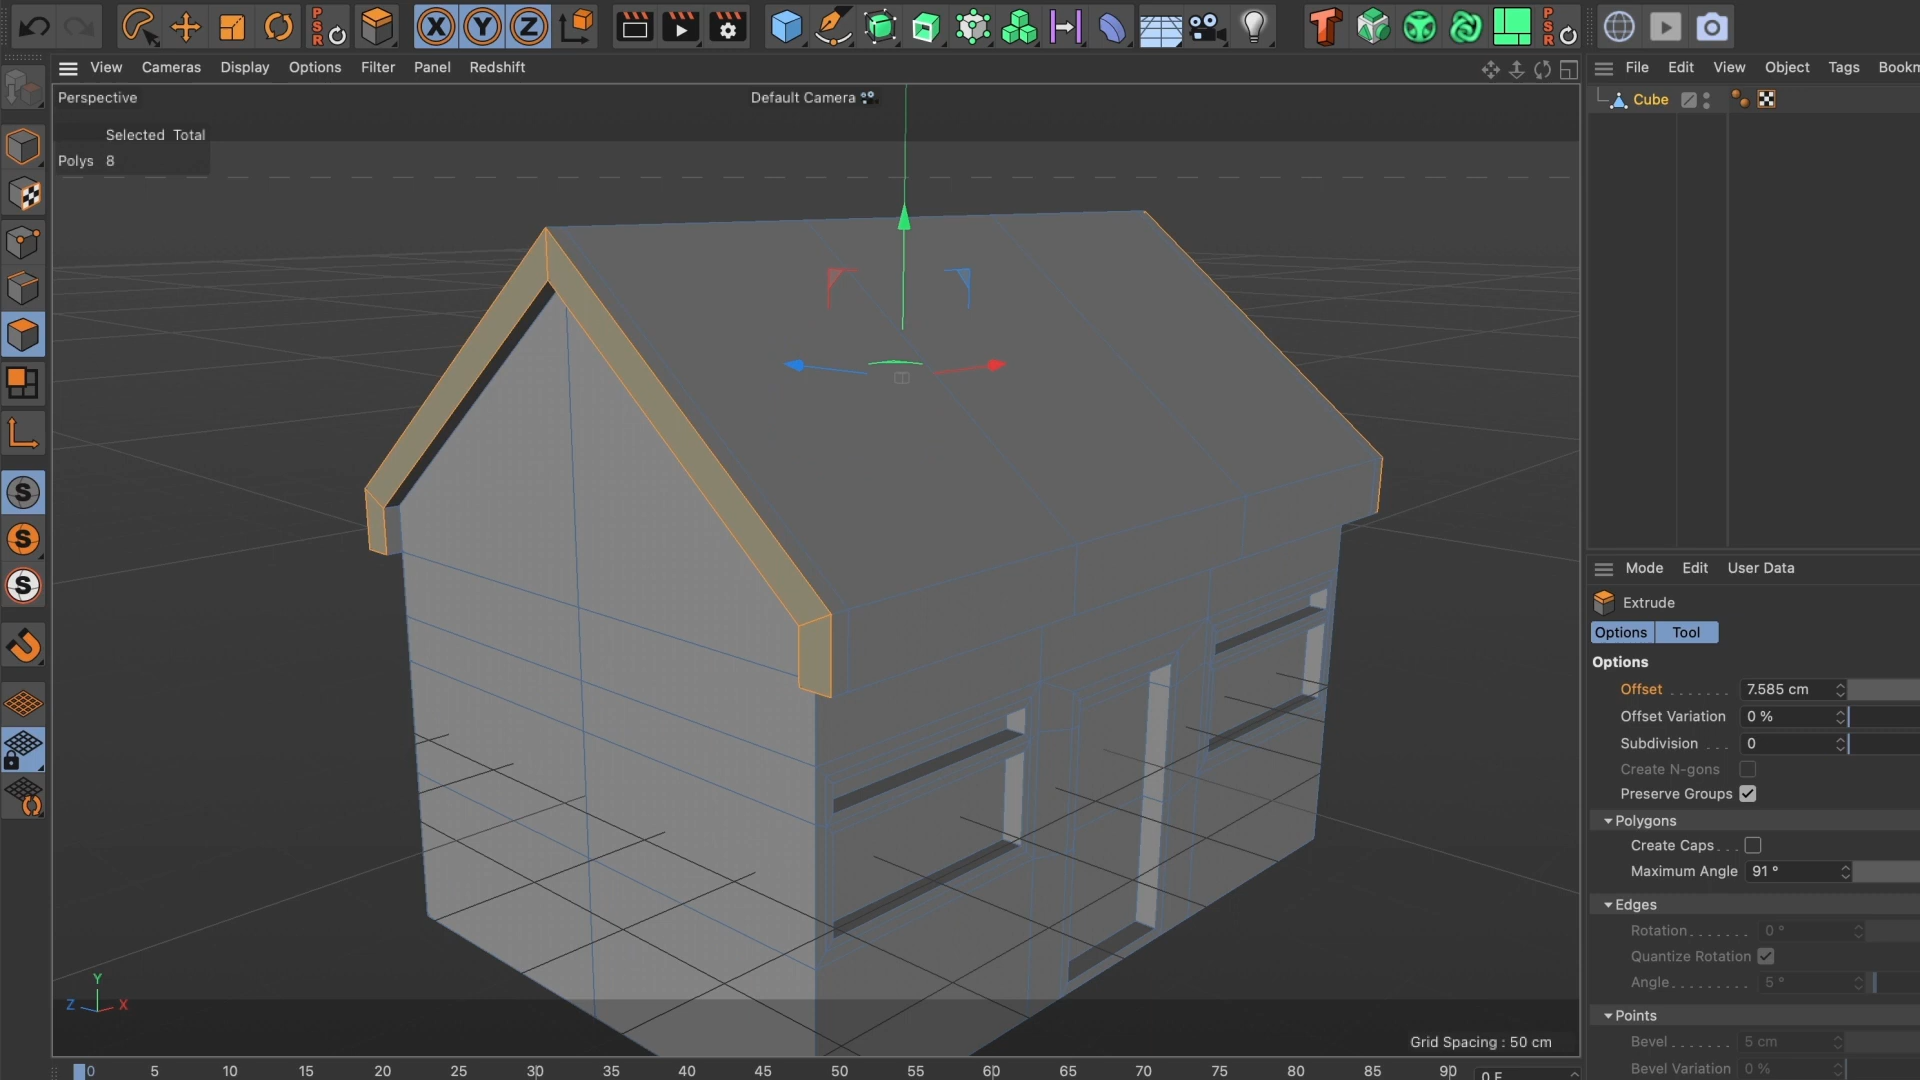 PSR
X Y Z
T
PSR
View Cameras Display Options Filter Panel Redshift
File Edit View Object Tags Bookm
Perspective
Default Camera
Cube
Selected Total
Polys 8
S
S
S
Mode Edit User Data
Extrude
Options Tool
Options
Offset . . . . . . . 7.585 cm
Offset Variation 0 %
Subdivision . . . 0
Create N-gons
Preserve Groups
Polygons
Create Caps. . .
Maximum Angle 91 °
Edges
Rotation. . . . . . . 0 °
Quantize Rotation
Angle. . . . . . . . . 5 °
Points
Bevel. . . . . . . 5 cm
Bevel Variation 0 %
Y
Z X
Grid Spacing : 50 cm
0 5 10 15 20 25 30 35 40 45 50 55 60 65 70 75 80 85 90 0 F